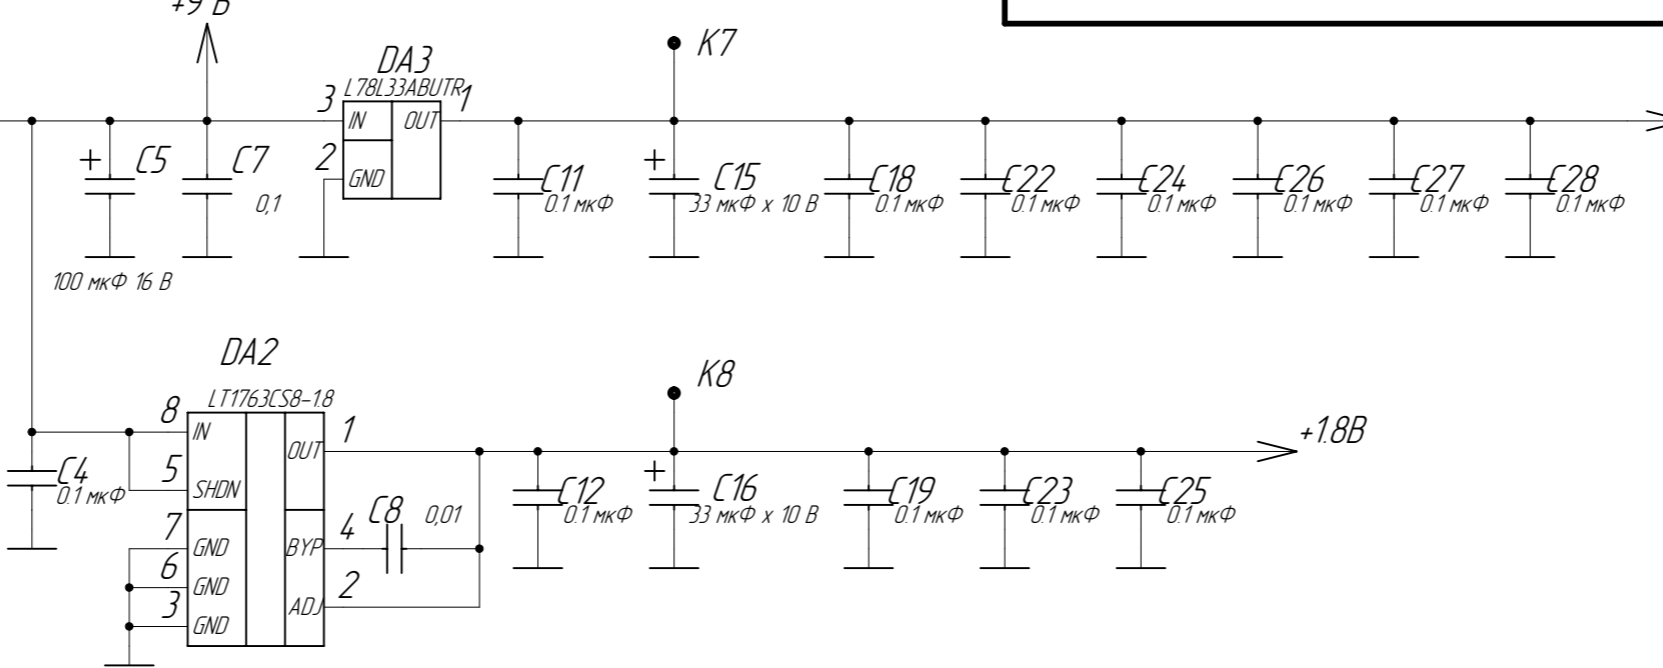 +9 В
DA3
L78L33ABUTR
3 IN OUT 1
2 GND
C5
100 мкФ 16 В
C7
0,1
C11
0.1 мкФ
K7
+ C15
33 мкФ x 10 В
C18
0.1 мкФ
C22
0.1 мкФ
C24
0.1 мкФ
C26
0.1 мкФ
C27
0.1 мкФ
C28
0.1 мкФ
DA2
LT1763CS8-1.8
8 IN OUT 1
5 SHDN
7 GND BYP 4
6 GND
3 GND ADJ 2
C4
0.1 мкФ
C8 0,01
C12
0.1 мкФ
K8
+ C16
33 мкФ x 10 В
C19
0.1 мкФ
C23
0.1 мкФ
C25
0.1 мкФ
+1.8В